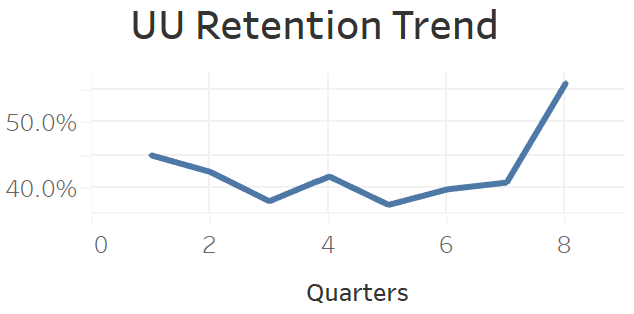 UU Retention Trend
50.0%
40.0%
0 2 4 6 8
Quarters